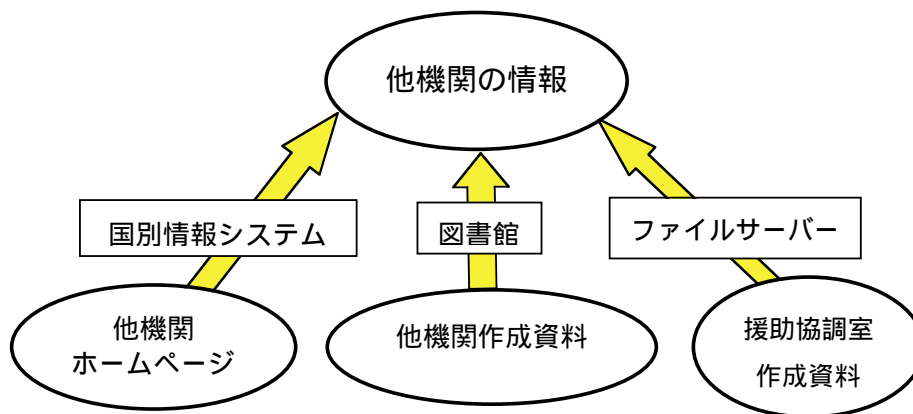 他機関の情報
国別情報システム
図書館
ファイルサーバー
他機関
ホームページ
他機関作成資料
援助協調室
作成資料